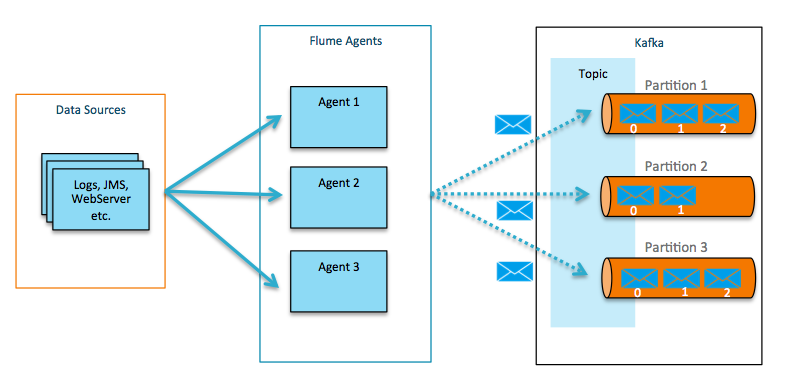 Data Sources
Logs, JMS,
WebServer
etc.
Flume Agents
Agent 1
Agent 2
Agent 3
Kafka
Topic
Partition 1
0 1 2
Partition 2
0 1
Partition 3
0 1 2